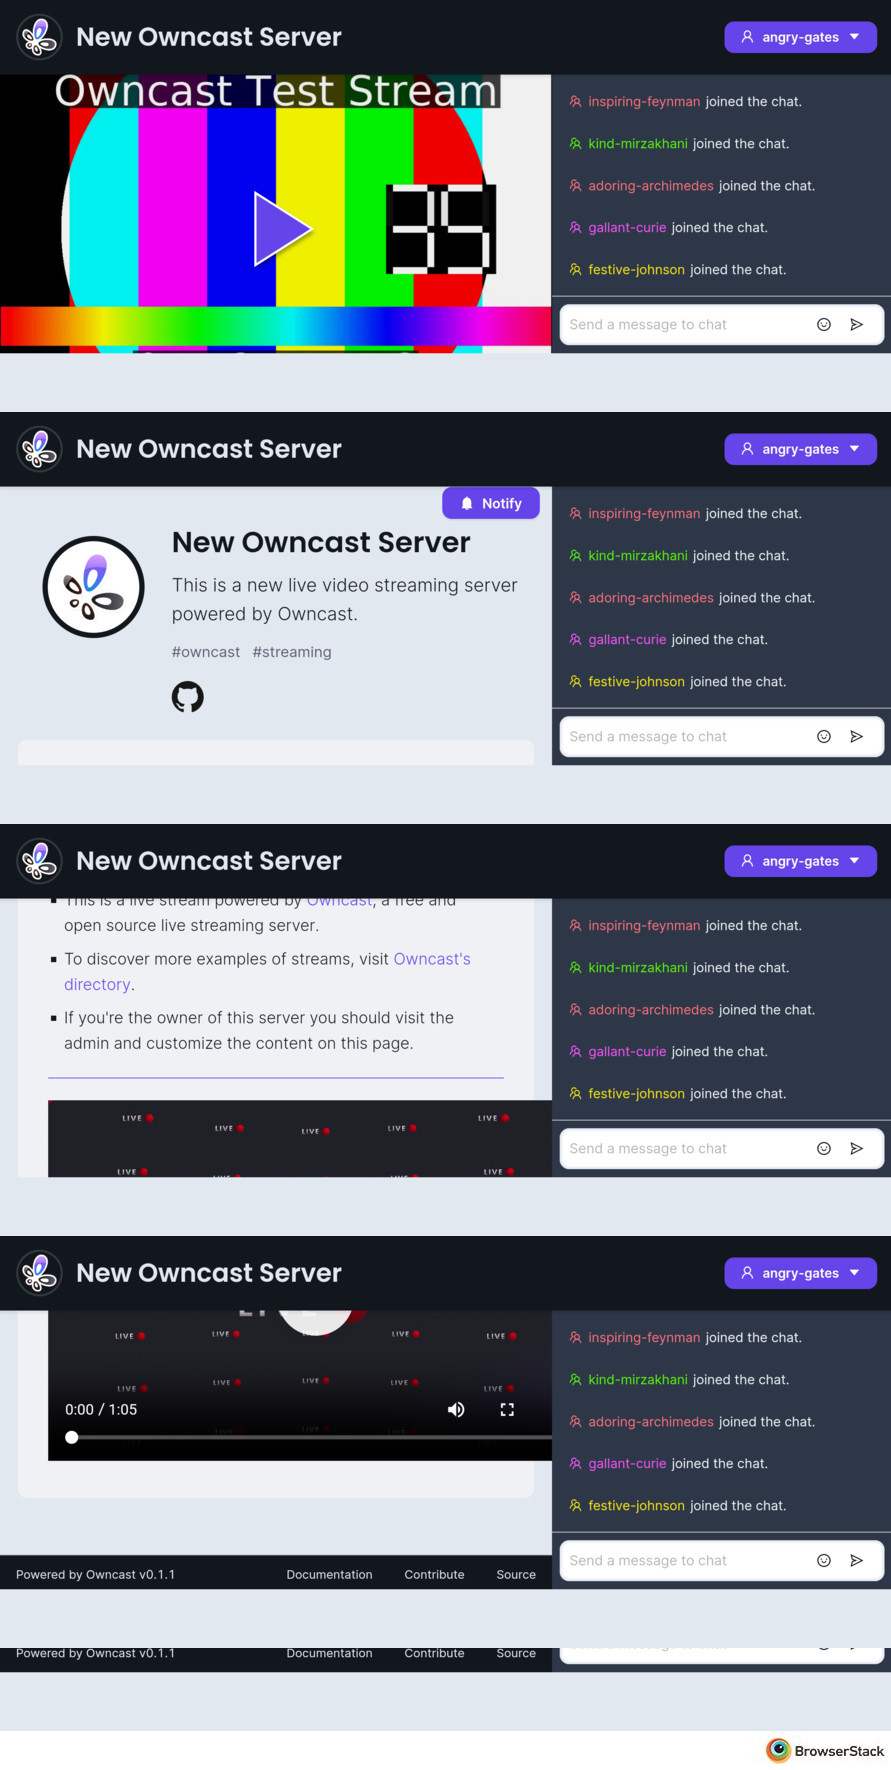 New Owncast Server
angry-gates
Owncast Test Stream
35
inspiring-feynman joined the chat.
kind-mirzakhani joined the chat.
adoring-archimedes joined the chat.
gallant-curie joined the chat.
festive-johnson joined the chat.
Send a message to chat
New Owncast Server
angry-gates
Notify
New Owncast Server
This is a new live video streaming server
powered by Owncast.
#owncast #streaming
inspiring-feynman joined the chat.
kind-mirzakhani joined the chat.
adoring-archimedes joined the chat.
gallant-curie joined the chat.
festive-johnson joined the chat.
Send a message to chat
New Owncast Server
angry-gates
This is a live stream powered by Owncast, a free and
open source live streaming server.
To discover more examples of streams, visit Owncast's
directory.
If you're the owner of this server you should visit the
admin and customize the content on this page.
LIVE LIVE LIVE LIVE LIVE
LIVE LIVE LIVE LIVE LIVE
inspiring-feynman joined the chat.
kind-mirzakhani joined the chat.
adoring-archimedes joined the chat.
gallant-curie joined the chat.
festive-johnson joined the chat.
Send a message to chat
New Owncast Server
angry-gates
LIVE LIVE LIVE LIVE
LIVE LIVE LIVE LIVE LIVE
0:00 / 1:05
inspiring-feynman joined the chat.
kind-mirzakhani joined the chat.
adoring-archimedes joined the chat.
gallant-curie joined the chat.
festive-johnson joined the chat.
Send a message to chat
Powered by Owncast v0.1.1 Documentation Contribute Source
Powered by Owncast v0.1.1 Documentation Contribute Source
BrowserStack